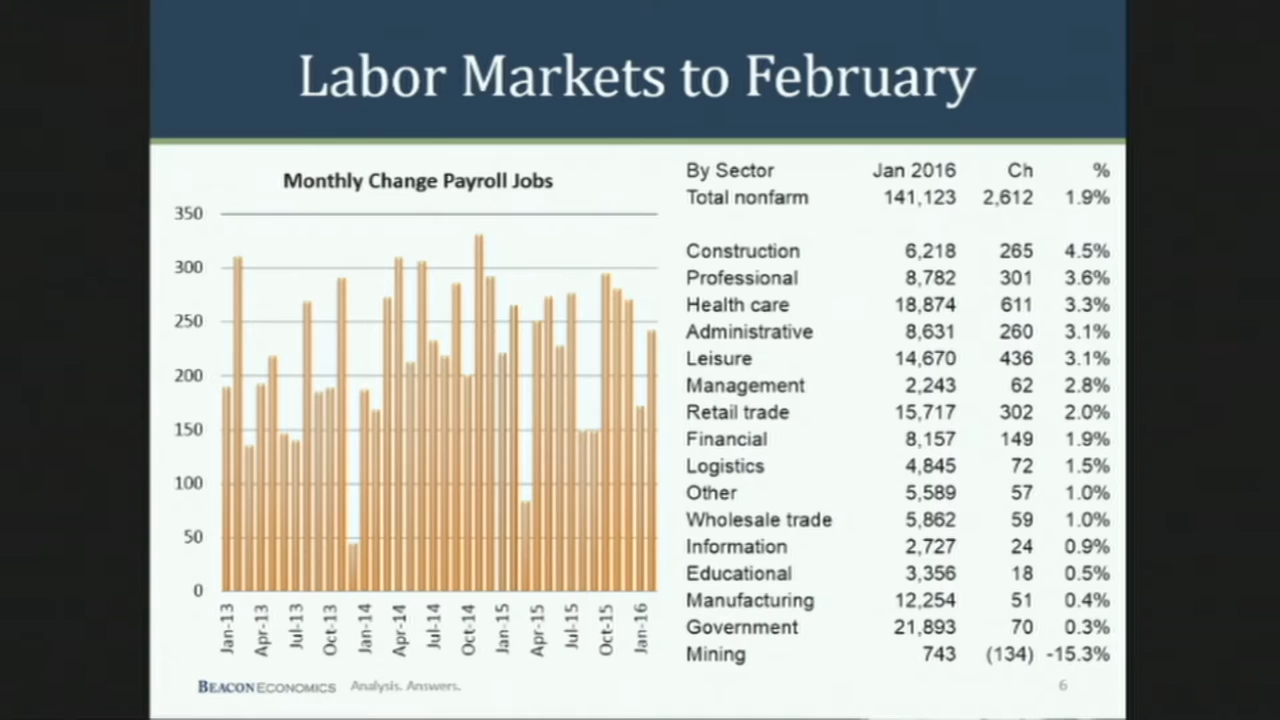 Labor Markets to February
Monthly Change Payroll Jobs
350
300
250
200
150
100
50
0
Jan-13
Apr-13
Jul-13
Oct-13
Jan-14
Apr-14
Jul-14
Oct-14
Jan-15
Apr-15
Jul-15
Oct-15
Jan-16
By Sector Jan 2016 Ch %
Total nonfarm 141,123 2,612 1.9%
Construction 6,218 265 4.5%
Professional 8,782 301 3.6%
Health care 18,874 611 3.3%
Administrative 8,631 260 3.1%
Leisure 14,670 436 3.1%
Management 2,243 62 2.8%
Retail trade 15,717 302 2.0%
Financial 8,157 149 1.9%
Logistics 4,845 72 1.5%
Other 5,589 57 1.0%
Wholesale trade 5,862 59 1.0%
Information 2,727 24 0.9%
Educational 3,356 18 0.5%
Manufacturing 12,254 51 0.4%
Government 21,893 70 0.3%
Mining 743 (134) -15.3%
BEACON ECONOMICS Analysis. Answers.
6